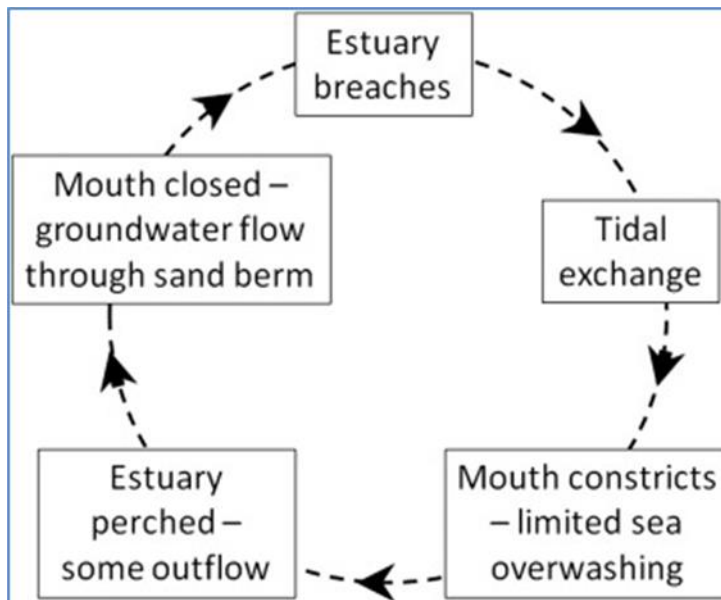 Estuary
breaches
Tidal
exchange
Mouth constricts
– limited sea
overwashing
Estuary
perched –
some outflow
Mouth closed –
groundwater flow
through sand berm